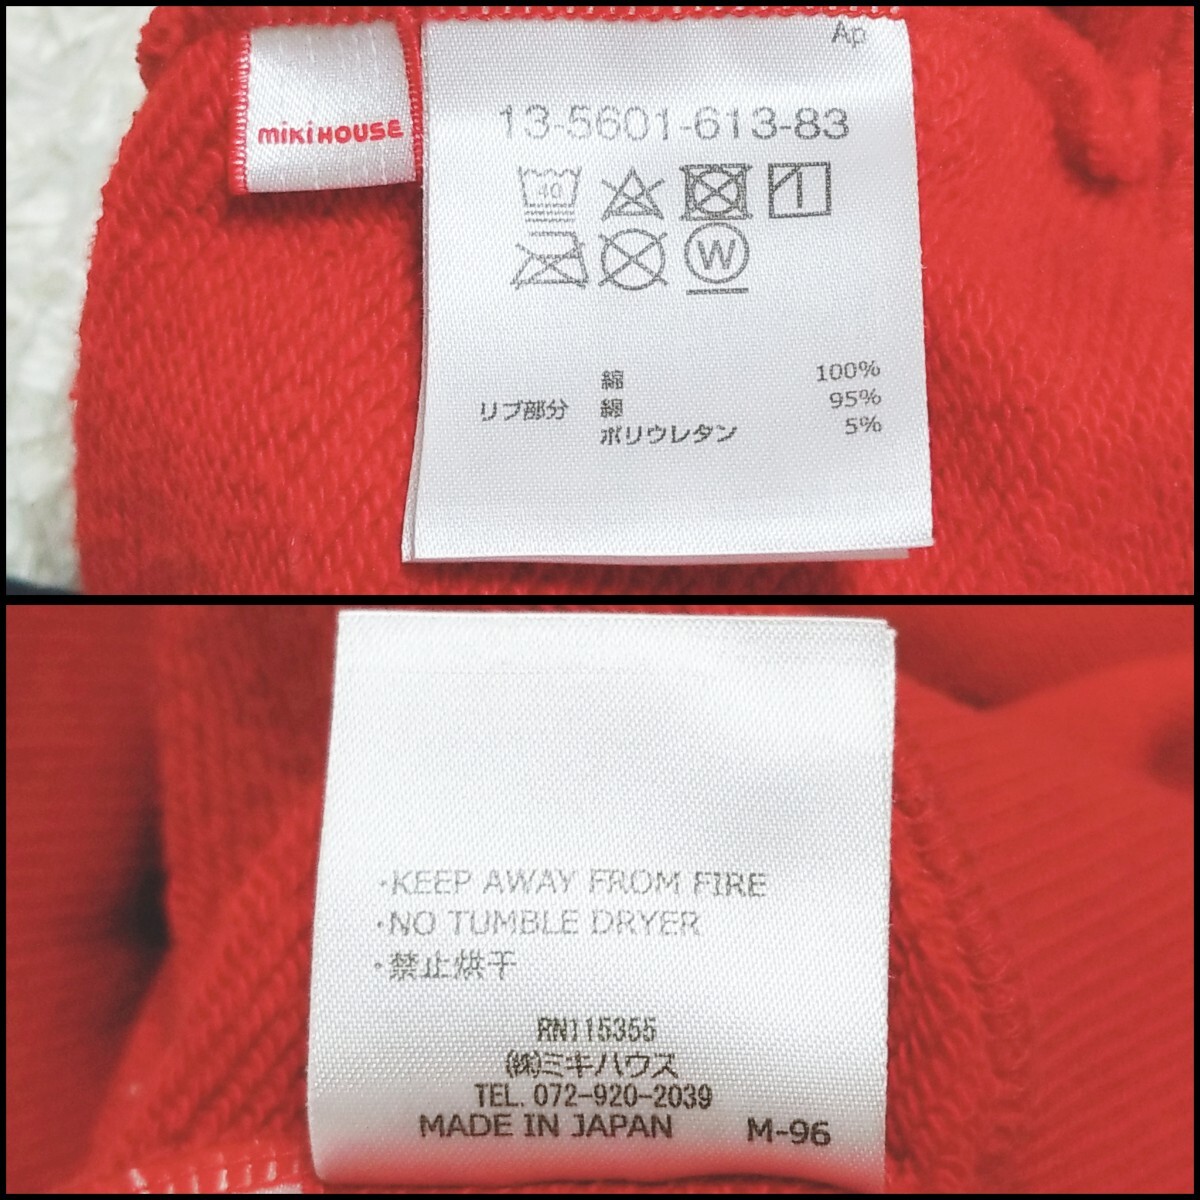 Ap
miKiHOUSE
13-5601-613-83
40
W
綿 100%
リブ部分 綿 95%
ポリウレタン 5%
・KEEP AWAY FROM FIRE
・NO TUMBLE DRYER
・禁止烘干
RN115355
㈱ミキハウス
TEL. 072-920-2039
MADE IN JAPAN M-96